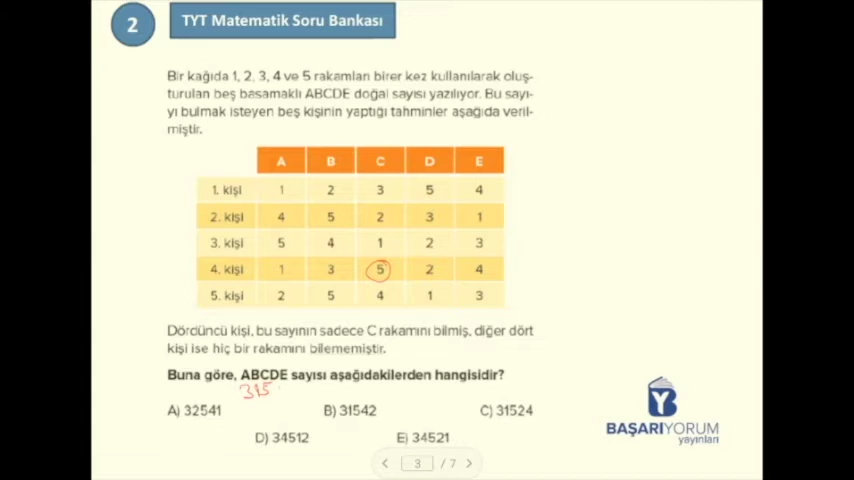 2
TYT Matematik Soru Bankası
Bir kağıda 1, 2, 3, 4 ve 5 rakamları birer kez kullanılarak oluş-
turulan beş basamaklı ABCDE doğal sayısı yazılıyor. Bu sayı-
yı bulmak isteyen beş kişinin yaptığı tahminler aşağıda veril-
miştir.
A B C D E
1. kişi 1 2 3 5 4
2. kişi 4 5 2 3 1
3. kişi 5 4 1 2 3
4. kişi 1 3 5 2 4
5. kişi 2 5 4 1 3
Dördüncü kişi, bu sayının sadece C rakamını bilmiş, diğer dört
kişi ise hiç bir rakamını bilememiştir.
Buna göre, ABCDE sayısı aşağıdakilerden hangisidir?
315
A) 32541 B) 31542 C) 31524
D) 34512 E) 34521
BAŞARIYORUM
yayınları
3 / 7